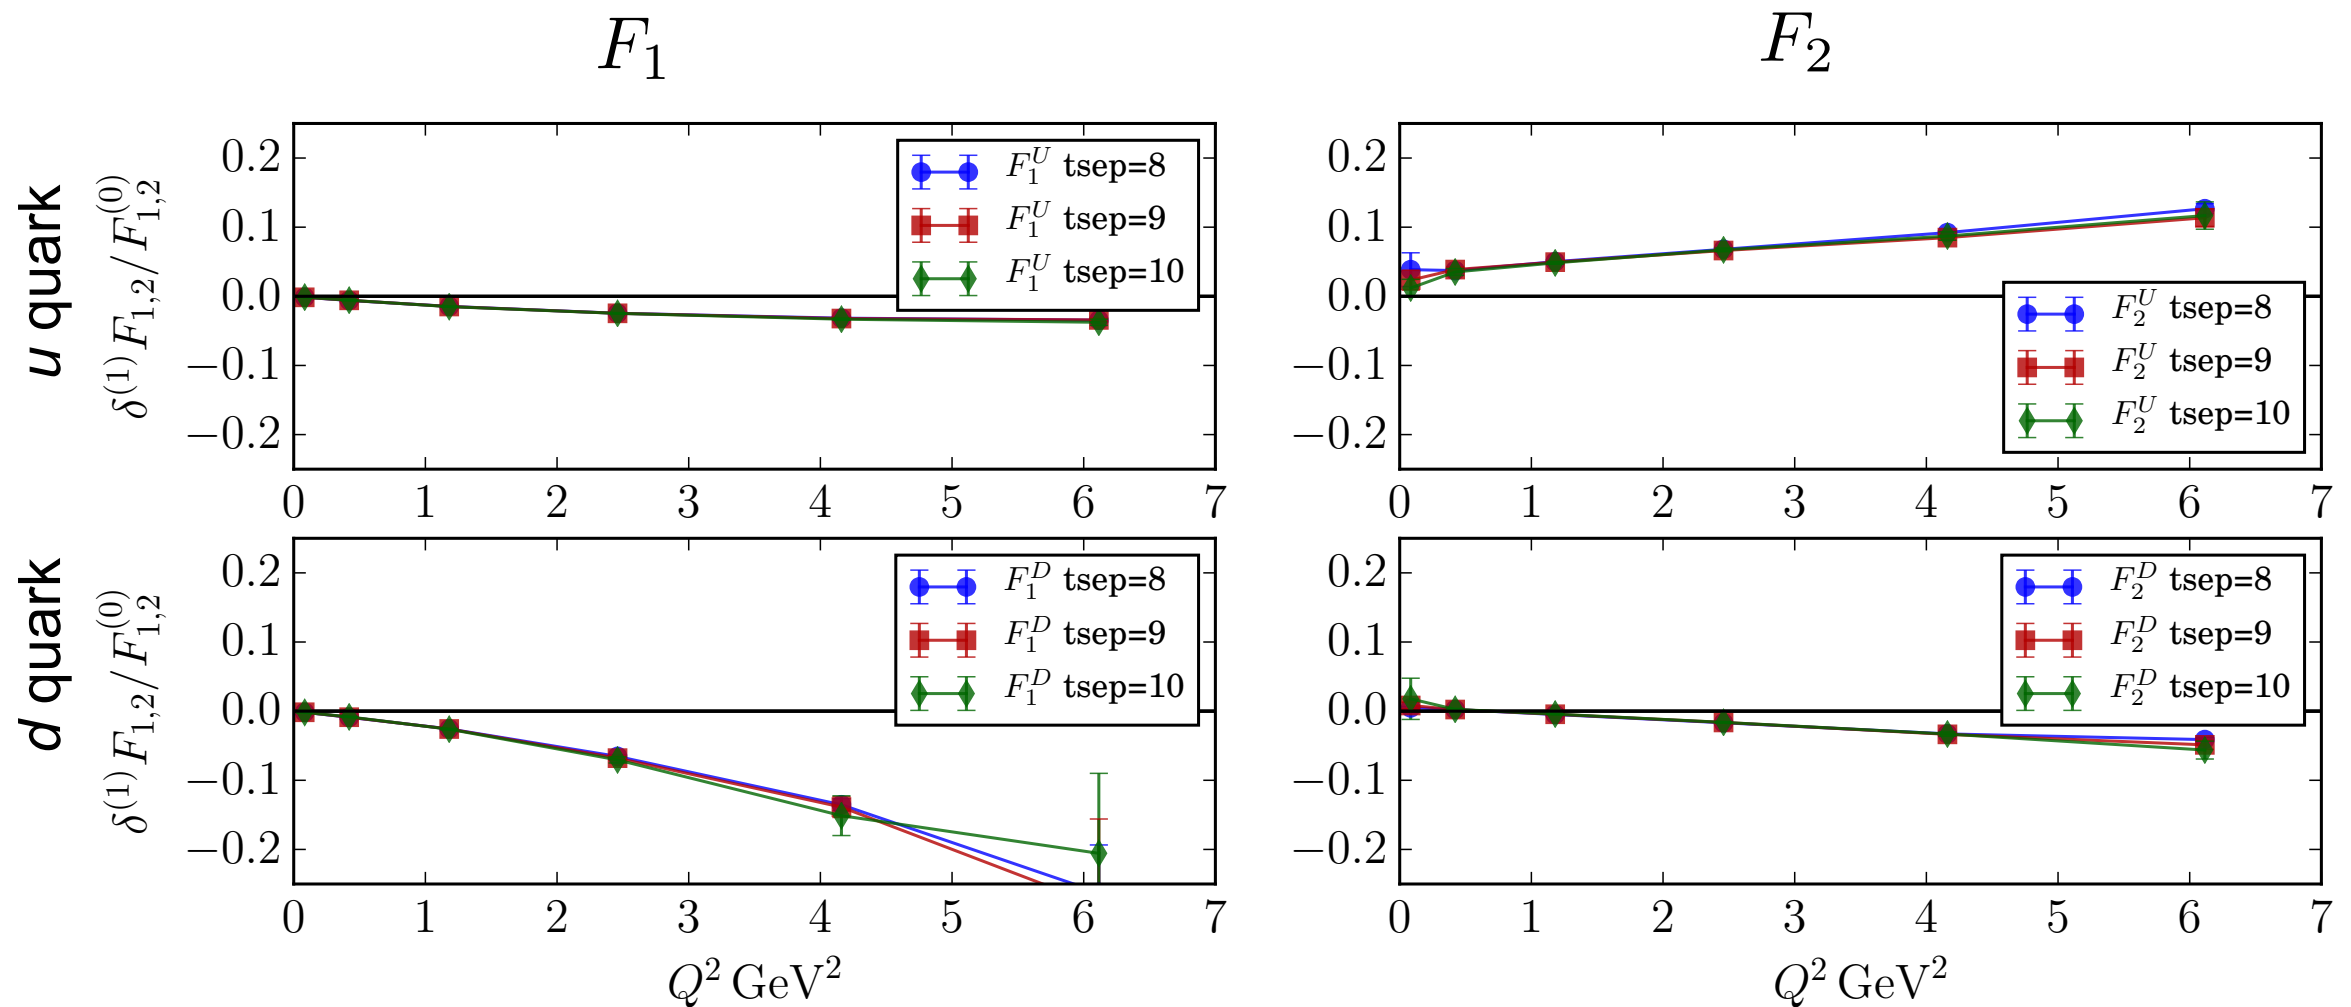 F₁
F₂
u quark
δ⁽¹⁾F₁,₂/F₁,₂⁽⁰⁾
0.2
0.1
0.0
−0.1
−0.2
F₁ᵁ tsep=8
F₁ᵁ tsep=9
F₁ᵁ tsep=10
0 1 2 3 4 5 6 7
0.2
0.1
0.0
−0.1
−0.2
F₂ᵁ tsep=8
F₂ᵁ tsep=9
F₂ᵁ tsep=10
0 1 2 3 4 5 6 7
d quark
δ⁽¹⁾F₁,₂/F₁,₂⁽⁰⁾
0.2
0.1
0.0
−0.1
−0.2
F₁ᴰ tsep=8
F₁ᴰ tsep=9
F₁ᴰ tsep=10
0 1 2 3 4 5 6 7
Q² GeV²
0.2
0.1
0.0
−0.1
−0.2
F₂ᴰ tsep=8
F₂ᴰ tsep=9
F₂ᴰ tsep=10
0 1 2 3 4 5 6 7
Q² GeV²